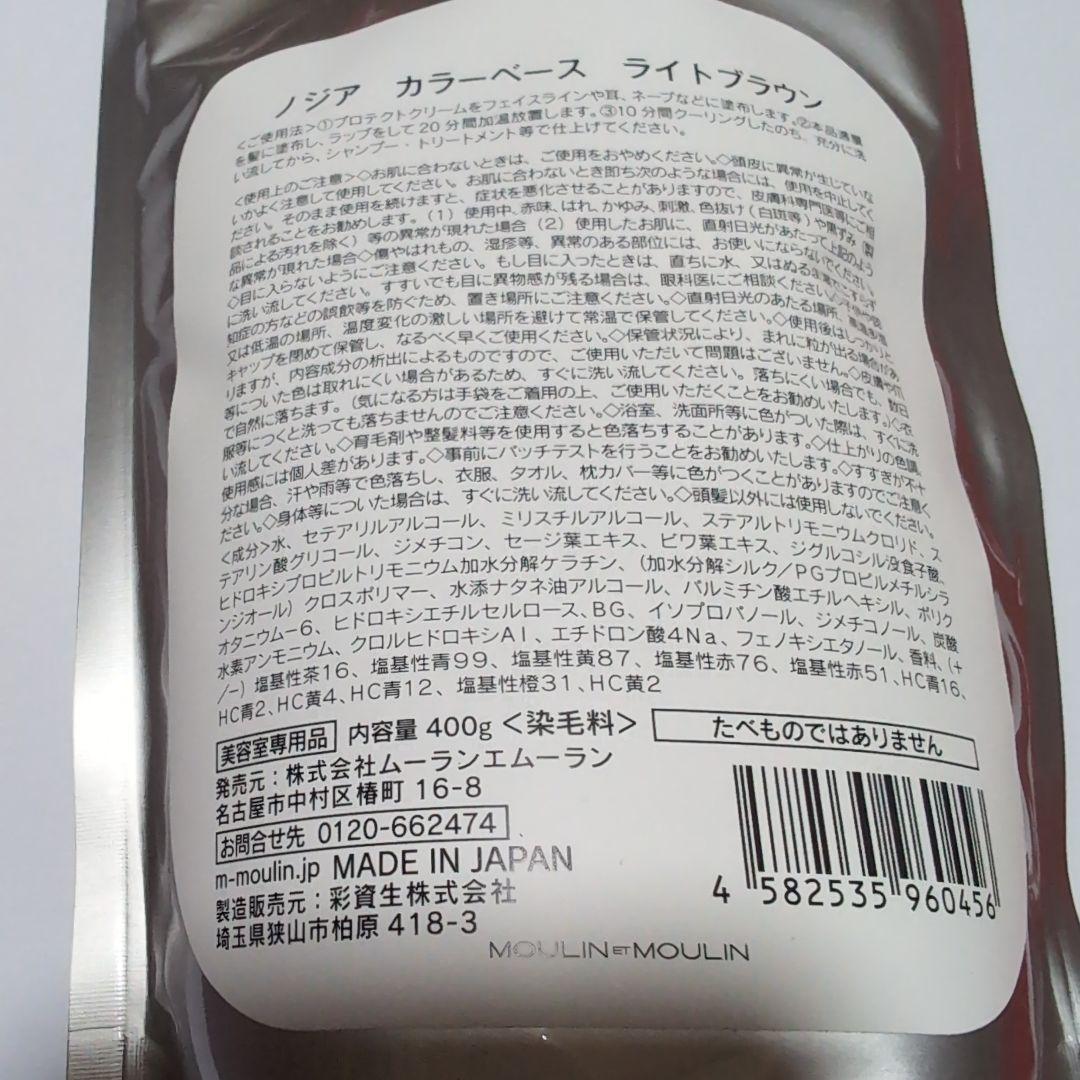 ノジア カラーベース ライトブラウン
<ご使用法>①プロテクトクリームをフェイスラインや耳、ネープなどに塗布します。②本品適量
を髪に塗布し、ラップをして20分間加温放置します。③10分間クーリングしたのち、充分に洗
い流してから、シャンプー・トリートメント等で仕上げてください。
<使用上のご注意>◇お肌に合わないときは、ご使用をおやめください。◇頭皮に異常が生じていな
いかよく注意して使用してください。お肌に合わないとき即ち次のような場合には、使用を中止してく
ださい。そのまま使用を続けますと、症状を悪化させることがありますので、皮膚科専門医等にご相
談されることをお勧めします。(1)使用中、赤味、はれ、かゆみ、刺激、色抜け(白斑等)や黒ずみ(製
品による汚れを除く)等の異常が現れた場合(2)使用したお肌に、直射日光があたって上記のよう
な異常が現れた場合◇傷やはれもの、湿疹等、異常のある部位には、お使いにならないでください。
◇目に入らないようにご注意ください。もし目に入ったときは、直ちに水、又はぬるま湯でこすらず
に洗い流してください。すすいでも目に異物感が残る場合は、眼科医にご相談ください。
知症の方などの誤飲等を防ぐため、置き場所にご注意ください。◇直射日光のあたる場所、
又は低温の場所、温度変化の激しい場所を避けて常温で保管してください。◇使用後はしっかりと
キャップを閉めて保管し、なるべく早くご使用ください。◇保管状況により、まれに粒が出る場合があ
りますが、内容成分の析出によるものですので、ご使用いただいて問題はございません。◇皮膚や爪
等についた色は取れにくい場合があるため、すぐに洗い流してください。落ちにくい場合でも、数日
で自然に落ちます。(気になる方は手袋をご着用の上、ご使用いただくことをお勧めいたします。)◇衣
服等につくと洗っても落ちませんのでご注意ください。◇浴室、洗面所等に色がついた際は、すぐに洗
い流してください。◇育毛剤や整髪料等を使用すると色落ちすることがあります。◇仕上がりの色調、
使用感には個人差があります。◇事前にパッチテストを行うことをお勧めいたします。◇すすぎが不十
分な場合、汗や雨等で色落ちし、衣服、タオル、枕カバー等に色がつくことがありますのでご注意く
ださい。◇身体等についた場合は、すぐに洗い流してください。◇頭髪以外には使用しないでください。
<成分>水、セテアリルアルコール、ミリスチルアルコール、ステアルトリモニウムクロリド、ス
テアリン酸グリコール、ジメチコン、セージ葉エキス、ビワ葉エキス、ジグルコシル没食子酸、
ヒドロキシプロピルトリモニウム加水分解ケラチン、(加水分解シルク/PGプロピルメチルシラ
ンジオール)クロスポリマー、水添ナタネ油アルコール、パルミチン酸エチルヘキシル、ポリク
オタニウム-6、ヒドロキシエチルセルロース、BG、イソプロパノール、ジメチコノール、炭酸
水素アンモニウム、クロルヒドロキシAl、エチドロン酸4Na、フェノキシエタノール、香料、(+
/-)塩基性茶16、塩基性青99、塩基性黄87、塩基性赤76、塩基性赤51、HC青16、
HC青2、HC黄4、HC青12、塩基性橙31、HC黄2
美容室専用品 内容量 400g <染毛料> たべものではありません
発売元：株式会社ムーランエムーラン
名古屋市中村区椿町 16-8
お問合せ先 0120-662474
m-moulin.jp MADE IN JAPAN
製造販売元：彩資生株式会社
埼玉県狭山市柏原 418-3
4 582535 960456
MOULIN ET MOULIN